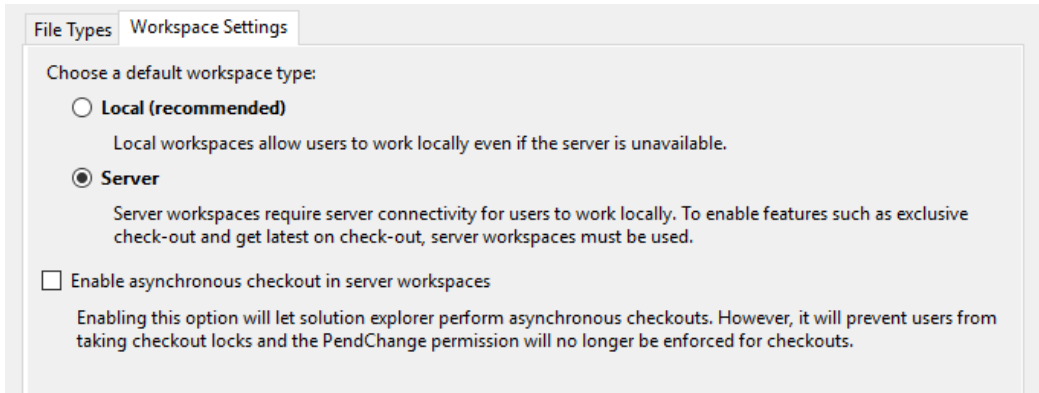 File Types Workspace Settings
Choose a default workspace type:
Local (recommended)
Local workspaces allow users to work locally even if the server is unavailable.
Server
Server workspaces require server connectivity for users to work locally. To enable features such as exclusive
check-out and get latest on check-out, server workspaces must be used.
Enable asynchronous checkout in server workspaces
Enabling this option will let solution explorer perform asynchronous checkouts. However, it will prevent users from
taking checkout locks and the PendChange permission will no longer be enforced for checkouts.